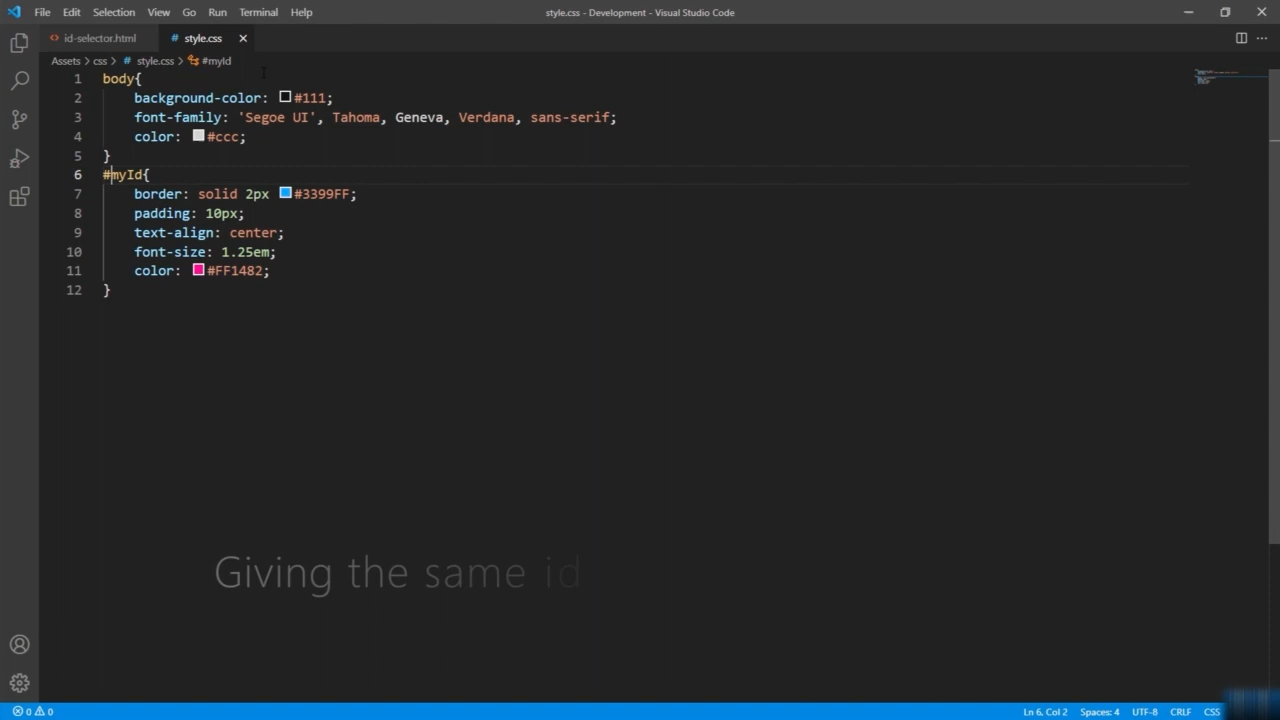 File Edit Selection View Go Run Terminal Help
style.css - Development - Visual Studio Code
<> id-selector.html
# style.css
Assets > css > # style.css > #myId
1 body{
2 background-color: #111;
3 font-family: 'Segoe UI', Tahoma, Geneva, Verdana, sans-serif;
4 color: #ccc;
5 }
6 #myId{
7 border: solid 2px #3399FF;
8 padding: 10px;
9 text-align: center;
10 font-size: 1.25em;
11 color: #FF1482;
12 }
Giving the same id
0 0
Ln 6, Col 2 Spaces: 4 UTF-8 CRLF CSS